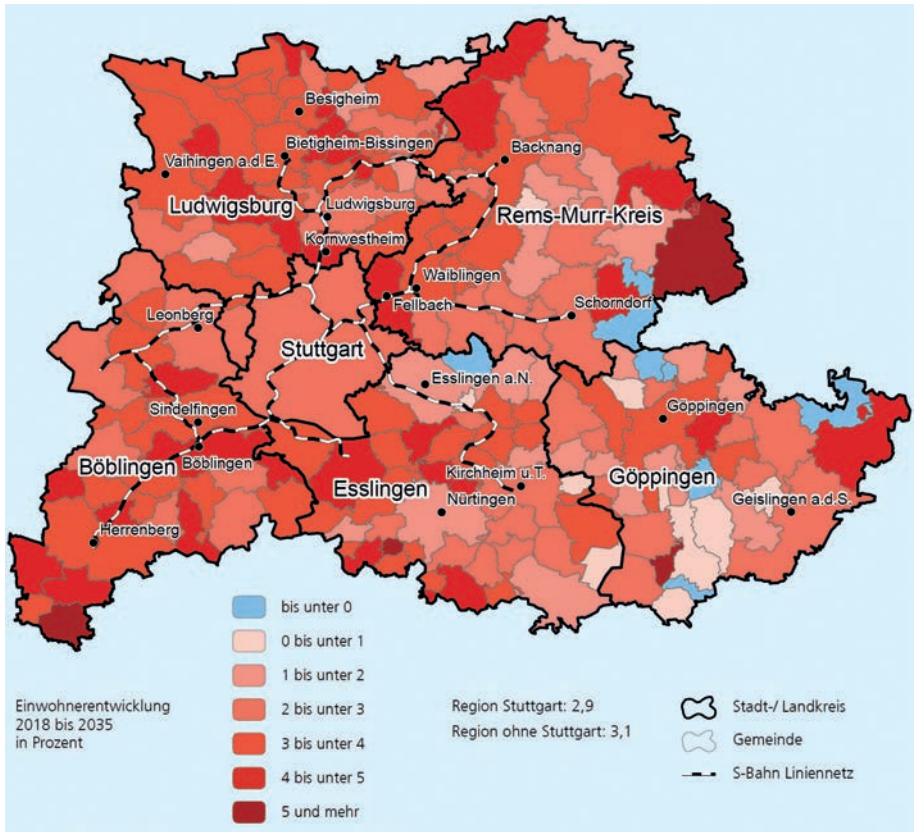 Besigheim
Bietigheim-Bissingen
Vaihingen a.d.E.
Backnang
Ludwigsburg
Ludwigsburg
Rems-Murr-Kreis
Kornwestheim
Waiblingen
Fellbach
Schorndorf
Leonberg
Stuttgart
Esslingen a.N.
Sindelfingen
Göppingen
Böblingen
Böblingen
Kirchheim u.T.
Esslingen
Göppingen
Nürtingen
Geislingen a.d.S.
Herrenberg
bis unter 0
0 bis unter 1
1 bis unter 2
2 bis unter 3
3 bis unter 4
4 bis unter 5
5 und mehr
Einwohnerentwicklung
2018 bis 2035
in Prozent
Region Stuttgart: 2,9
Region ohne Stuttgart: 3,1
Stadt-/ Landkreis
Gemeinde
S-Bahn Liniennetz